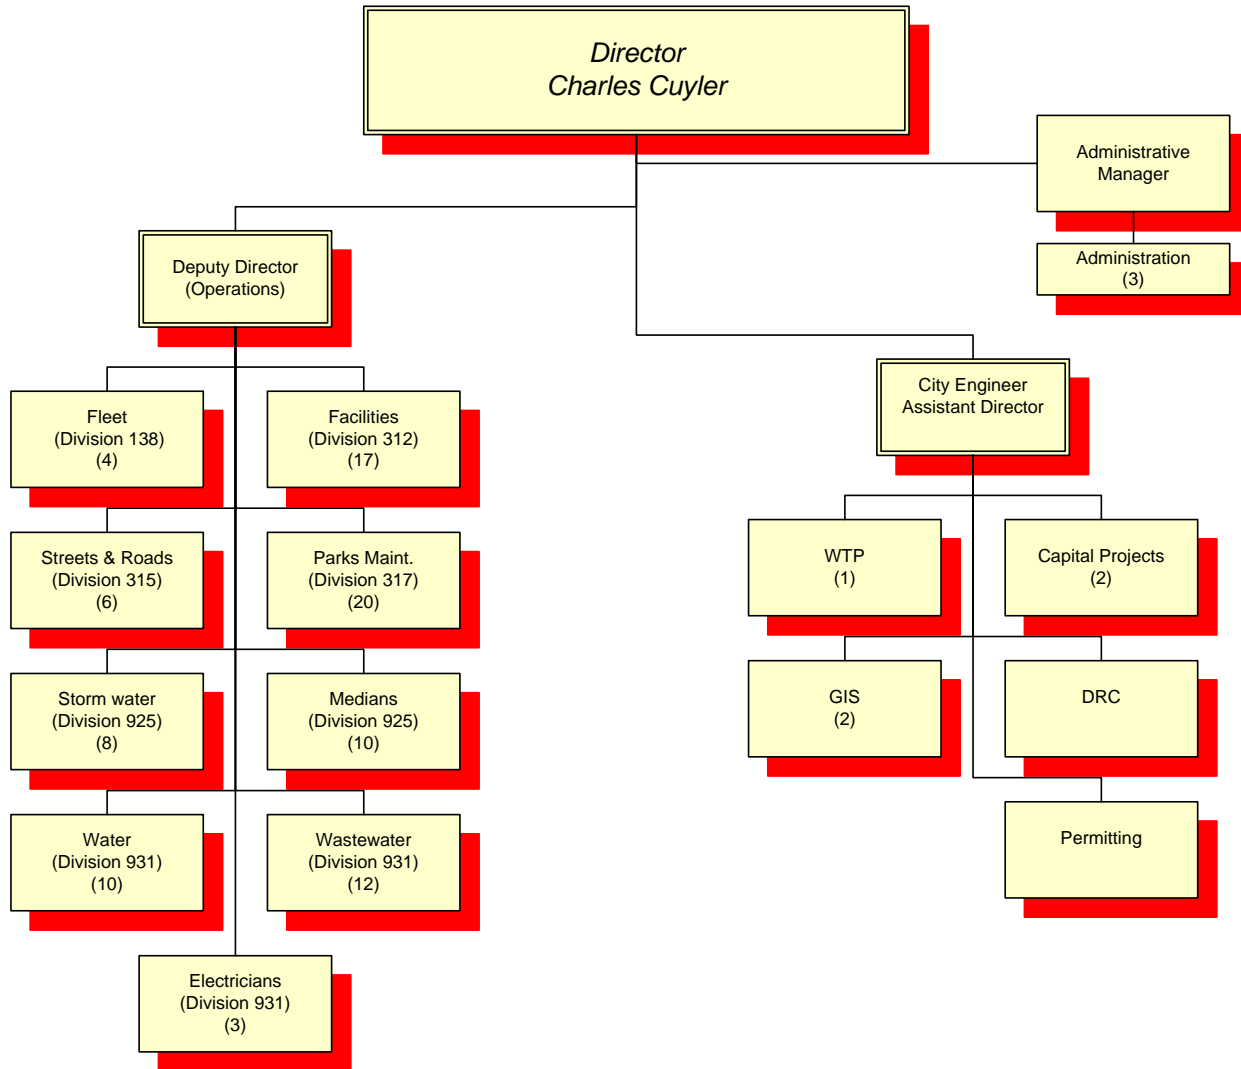 Director
Charles Cuyler
Administrative
Manager
Administration
(3)
Deputy Director
(Operations)
City Engineer
Assistant Director
Fleet
(Division 138)
(4)
Facilities
(Division 312)
(17)
Streets & Roads
(Division 315)
(6)
Parks Maint.
(Division 317)
(20)
Storm water
(Division 925)
(8)
Medians
(Division 925)
(10)
Water
(Division 931)
(10)
Wastewater
(Division 931)
(12)
Electricians
(Division 931)
(3)
WTP
(1)
Capital Projects
(2)
GIS
(2)
DRC
Permitting